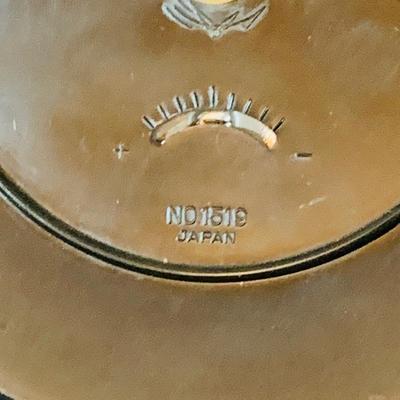 + -
NO.1519
JAPAN